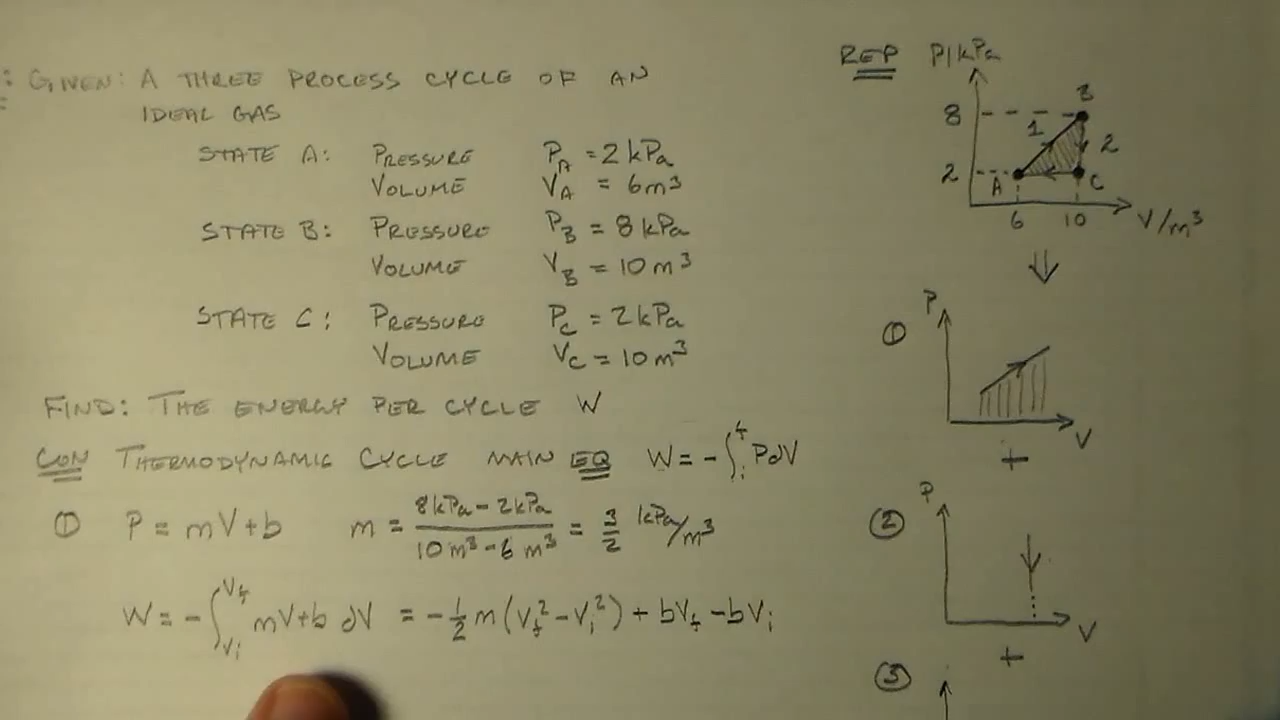 GIVEN: A THREE PROCESS CYCLE OF AN
IDEAL GAS
STATE A: PRESSURE P_A = 2 kPa
VOLUME V_A = 6 m³
STATE B: PRESSURE P_B = 8 kPa
VOLUME V_B = 10 m³
STATE C: PRESSURE P_C = 2 kPa
VOLUME V_C = 10 m³
FIND: THE ENERGY PER CYCLE W
CON THERMODYNAMIC CYCLE MAIN EQ W = -∫_i^f PdV
① P = mV+b m = (8 kPa - 2 kPa)/(10 m³ - 6 m³) = 3/2 kPa/m³
W = -∫_{V_i}^{V_f} mV+b dV = -1/2 m(V_f² - V_i²) + bV_f - bV_i
REP P/kPa
B
8
1
2
2
A
C
6 10 V/m³
⇓
P
①
V
+
P
②
V
+
③